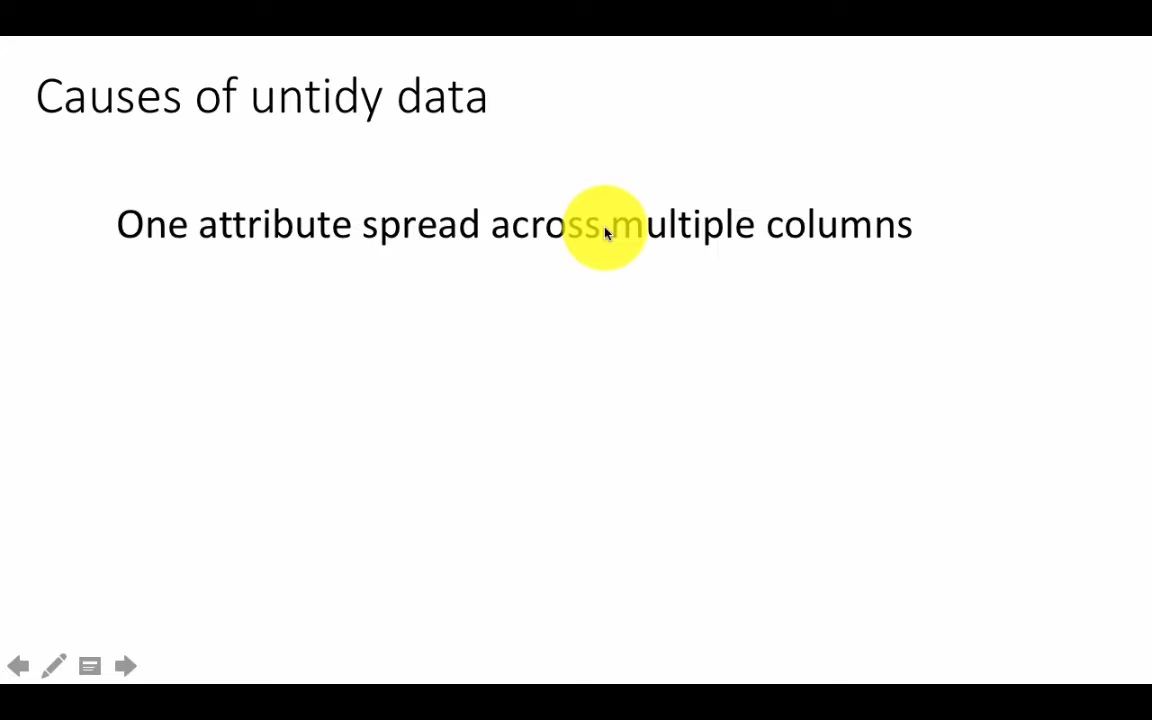 Causes of untidy data
One attribute spread across multiple columns